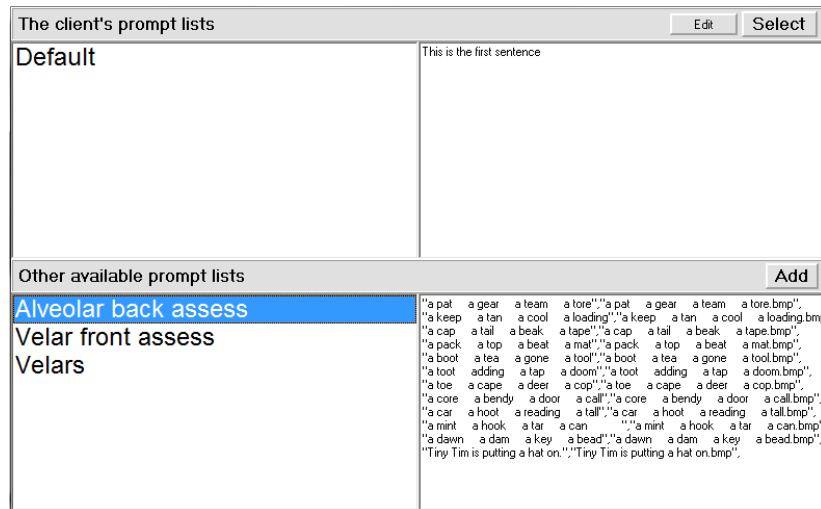 The client's prompt lists
Edit
Select
Default
This is the first sentence
Other available prompt lists
Add
Alveolar back assess
Velar front assess
Velars
"a pat a gear a team a tore","a pat a gear a team a tore.bmp",
"a keep a tan a cool a loading","a keep a tan a cool a loading.bm
"a cap a tail a beak a tape","a cap a tail a beak a tape.bmp",
"a pack a top a beat a mat","a pack a top a beat a mat.bmp",
"a boot a tea a gone a tool","a boot a tea a gone a tool.bmp",
"a toot adding a tap a doom","a toot adding a tap a doom.bmp",
"a toe a cape a deer a cop","a toe a cape a deer a cop.bmp",
"a core a bendy a door a call","a core a bendy a door a call.bmp",
"a car a hoot a reading a tall","a car a hoot a reading a tall.bmp",
"a mint a hook a tar a can ","a mint a hook a tar a can.bmp"
"a dawn a dam a key a bead","a dawn a dam a key a bead.bmp",
"Tiny Tim is putting a hat on.","Tiny Tim is putting a hat on.bmp",